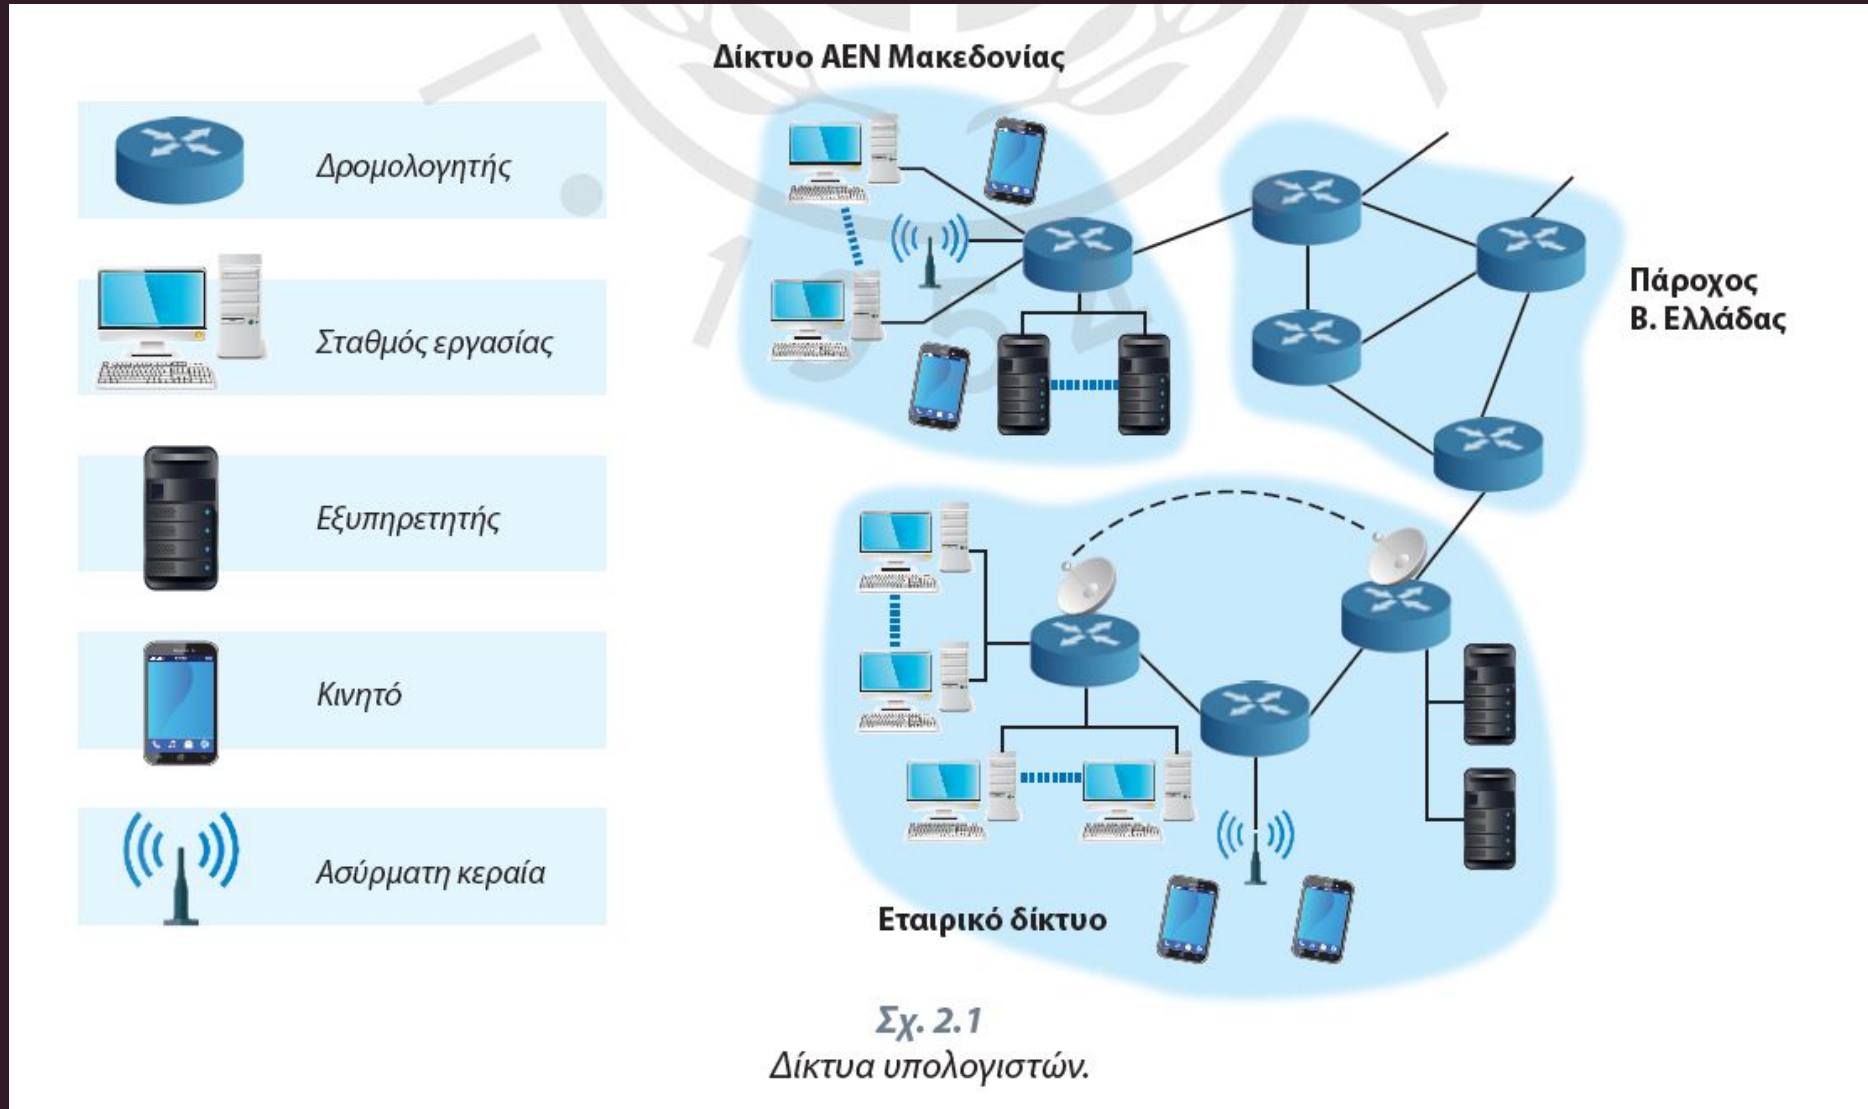 Δίκτυο ΑΕΝ Μακεδονίας
Δρομολογητής
Σταθμός εργασίας
Εξυπηρετητής
Κινητό
Ασύρματη κεραία
Πάροχος
Β. Ελλάδας
Εταιρικό δίκτυο
Σχ. 2.1
Δίκτυα υπολογιστών.
1954